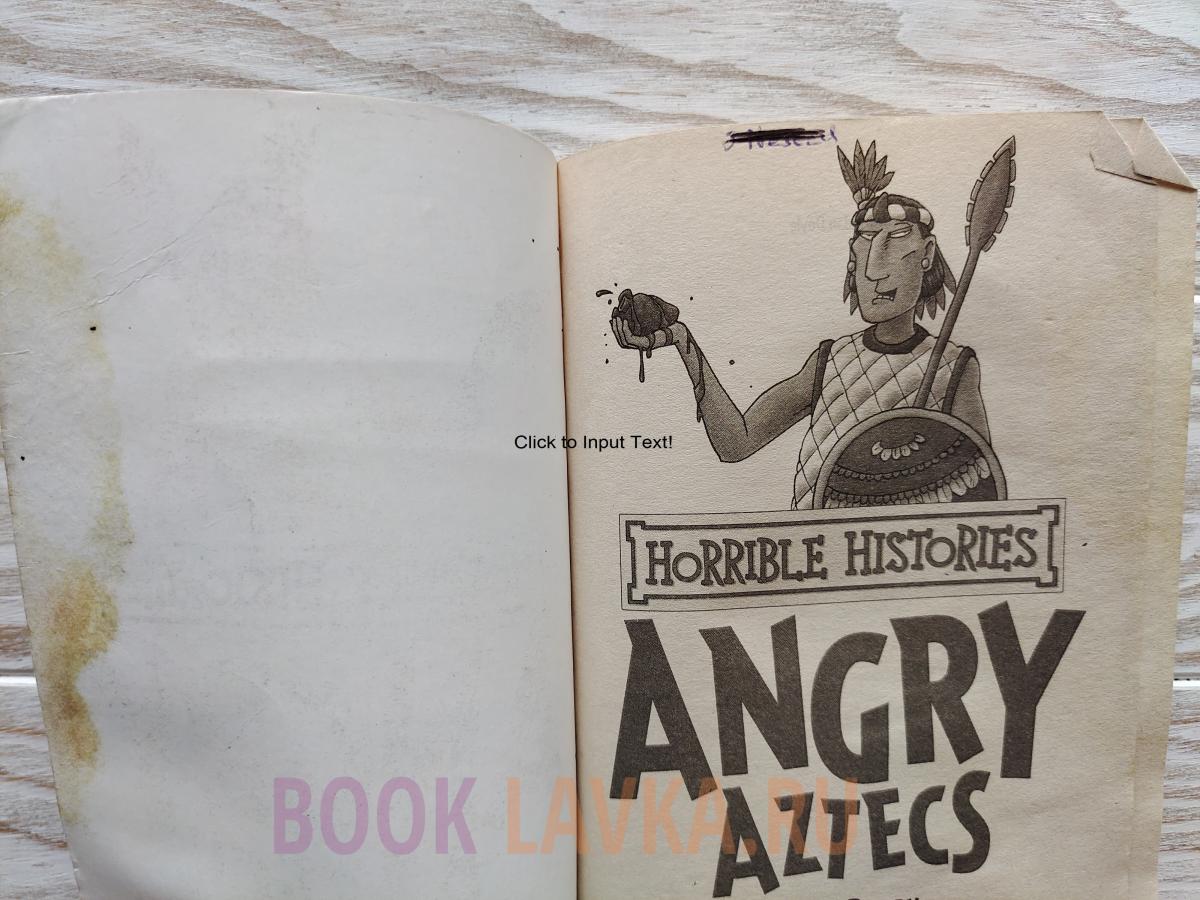 Click to Input Text!
HORRIBLE HISTORIES
ANGRY
AZTECS
BOOK LAVKA.RU